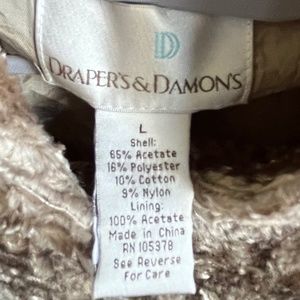 D
DRAPER'S & DAMON'S
L
Shell:
65% Acetate
16% Polyester
10% Cotton
9% Nylon
Lining:
100% Acetate
Made in China
RN 105378
See Reverse
For Care